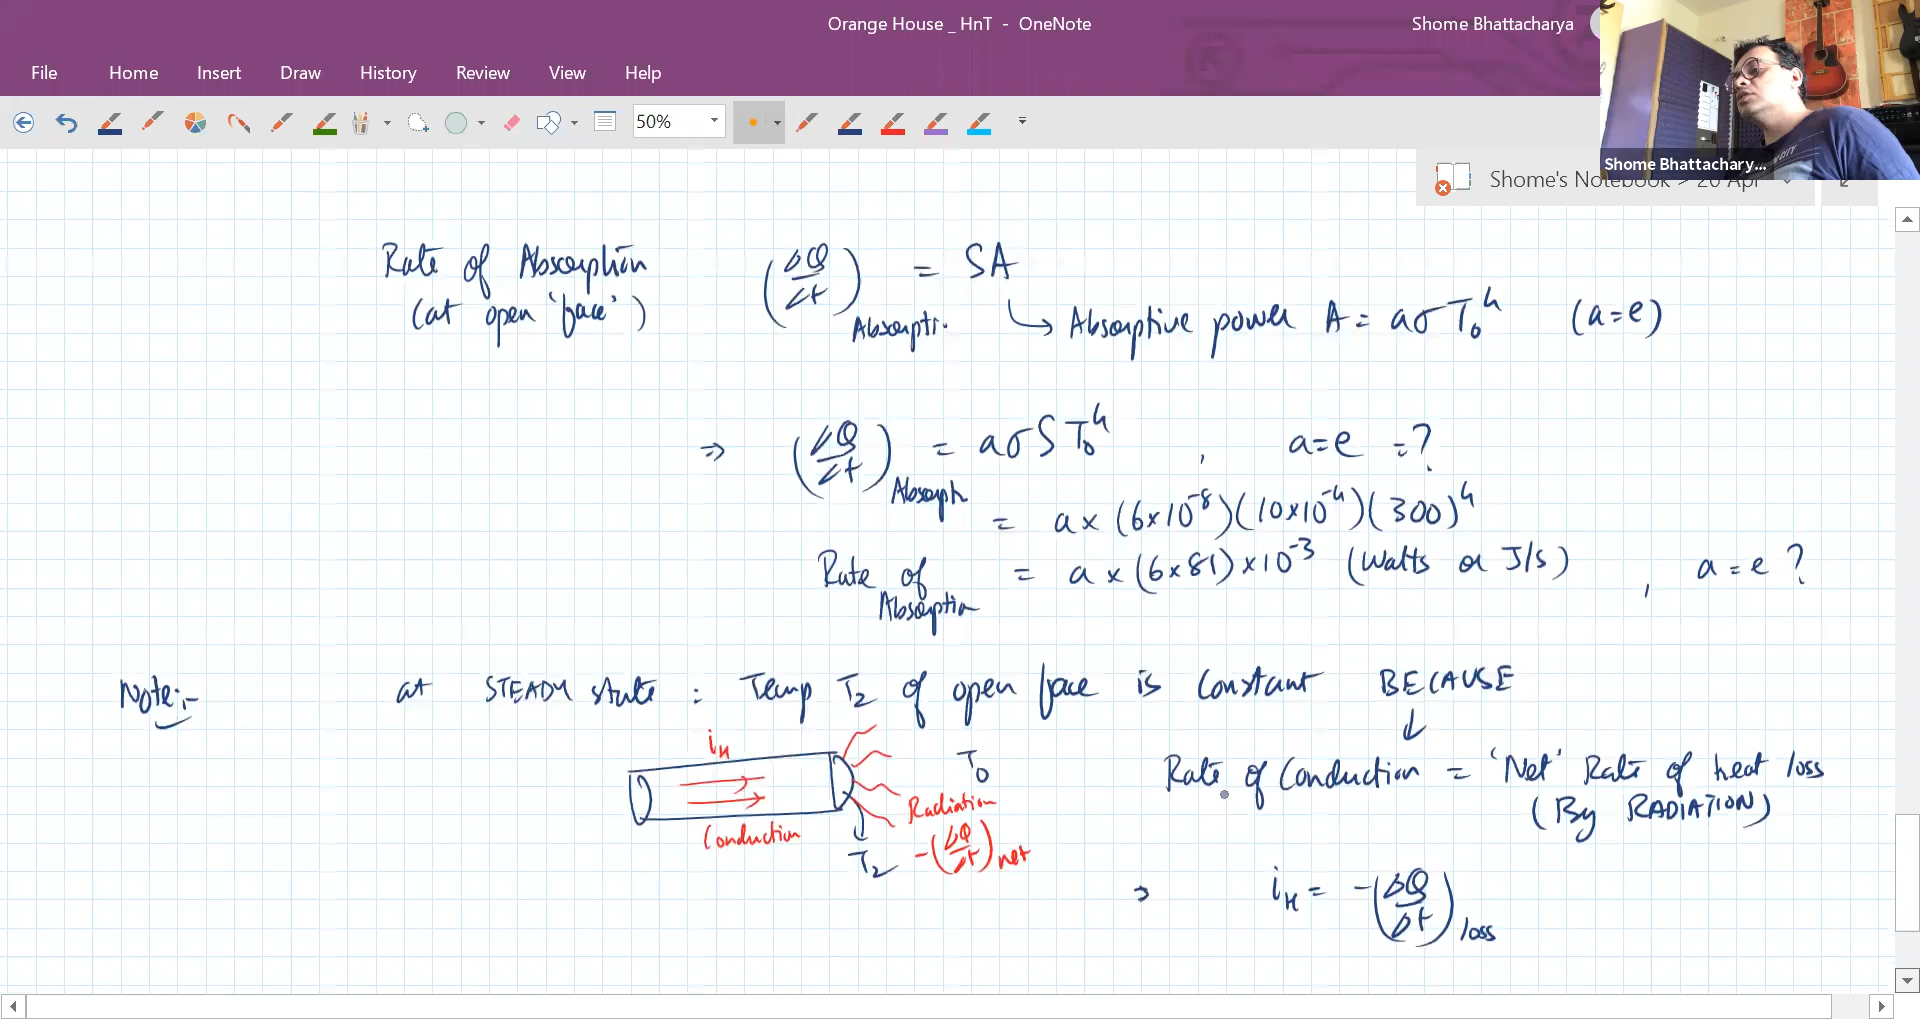 Orange House _ HnT - OneNote
Shome Bhattacharya
File Home Insert Draw History Review View Help
50%
Shome Bhattachary...
Shome's Notebook > 20 Apr
Rate of Absorption (ΔQ/Δt) Absorptn. = SA
(at open 'face')
↳ Absorptive power A = aσT₀⁴ (a=e)
⇒ (ΔQ/Δt) Absorptn = aσST₀⁴ , a=e =?
= a × (6×10⁻⁸)(10×10⁻⁴)(300)⁴
Rate of Absorption = a × (6×81)×10⁻³ (Watts or J/s) , a = e ?
Note:- at STEADY state : Temp T₂ of open face is Constant BECAUSE
↓
Rate of Conduction = 'Net' Rate of heat loss
(By RADIATION)
i_H
T₀
Radiation
Conduction
T₂
-(ΔQ/Δt) net
⇒ i_H = -(ΔQ/Δt) loss